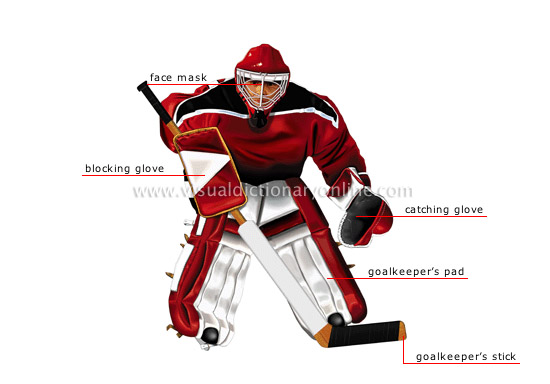 face mask
blocking glove
www.visualdictionaryonline.com
catching glove
goalkeeper's pad
goalkeeper's stick